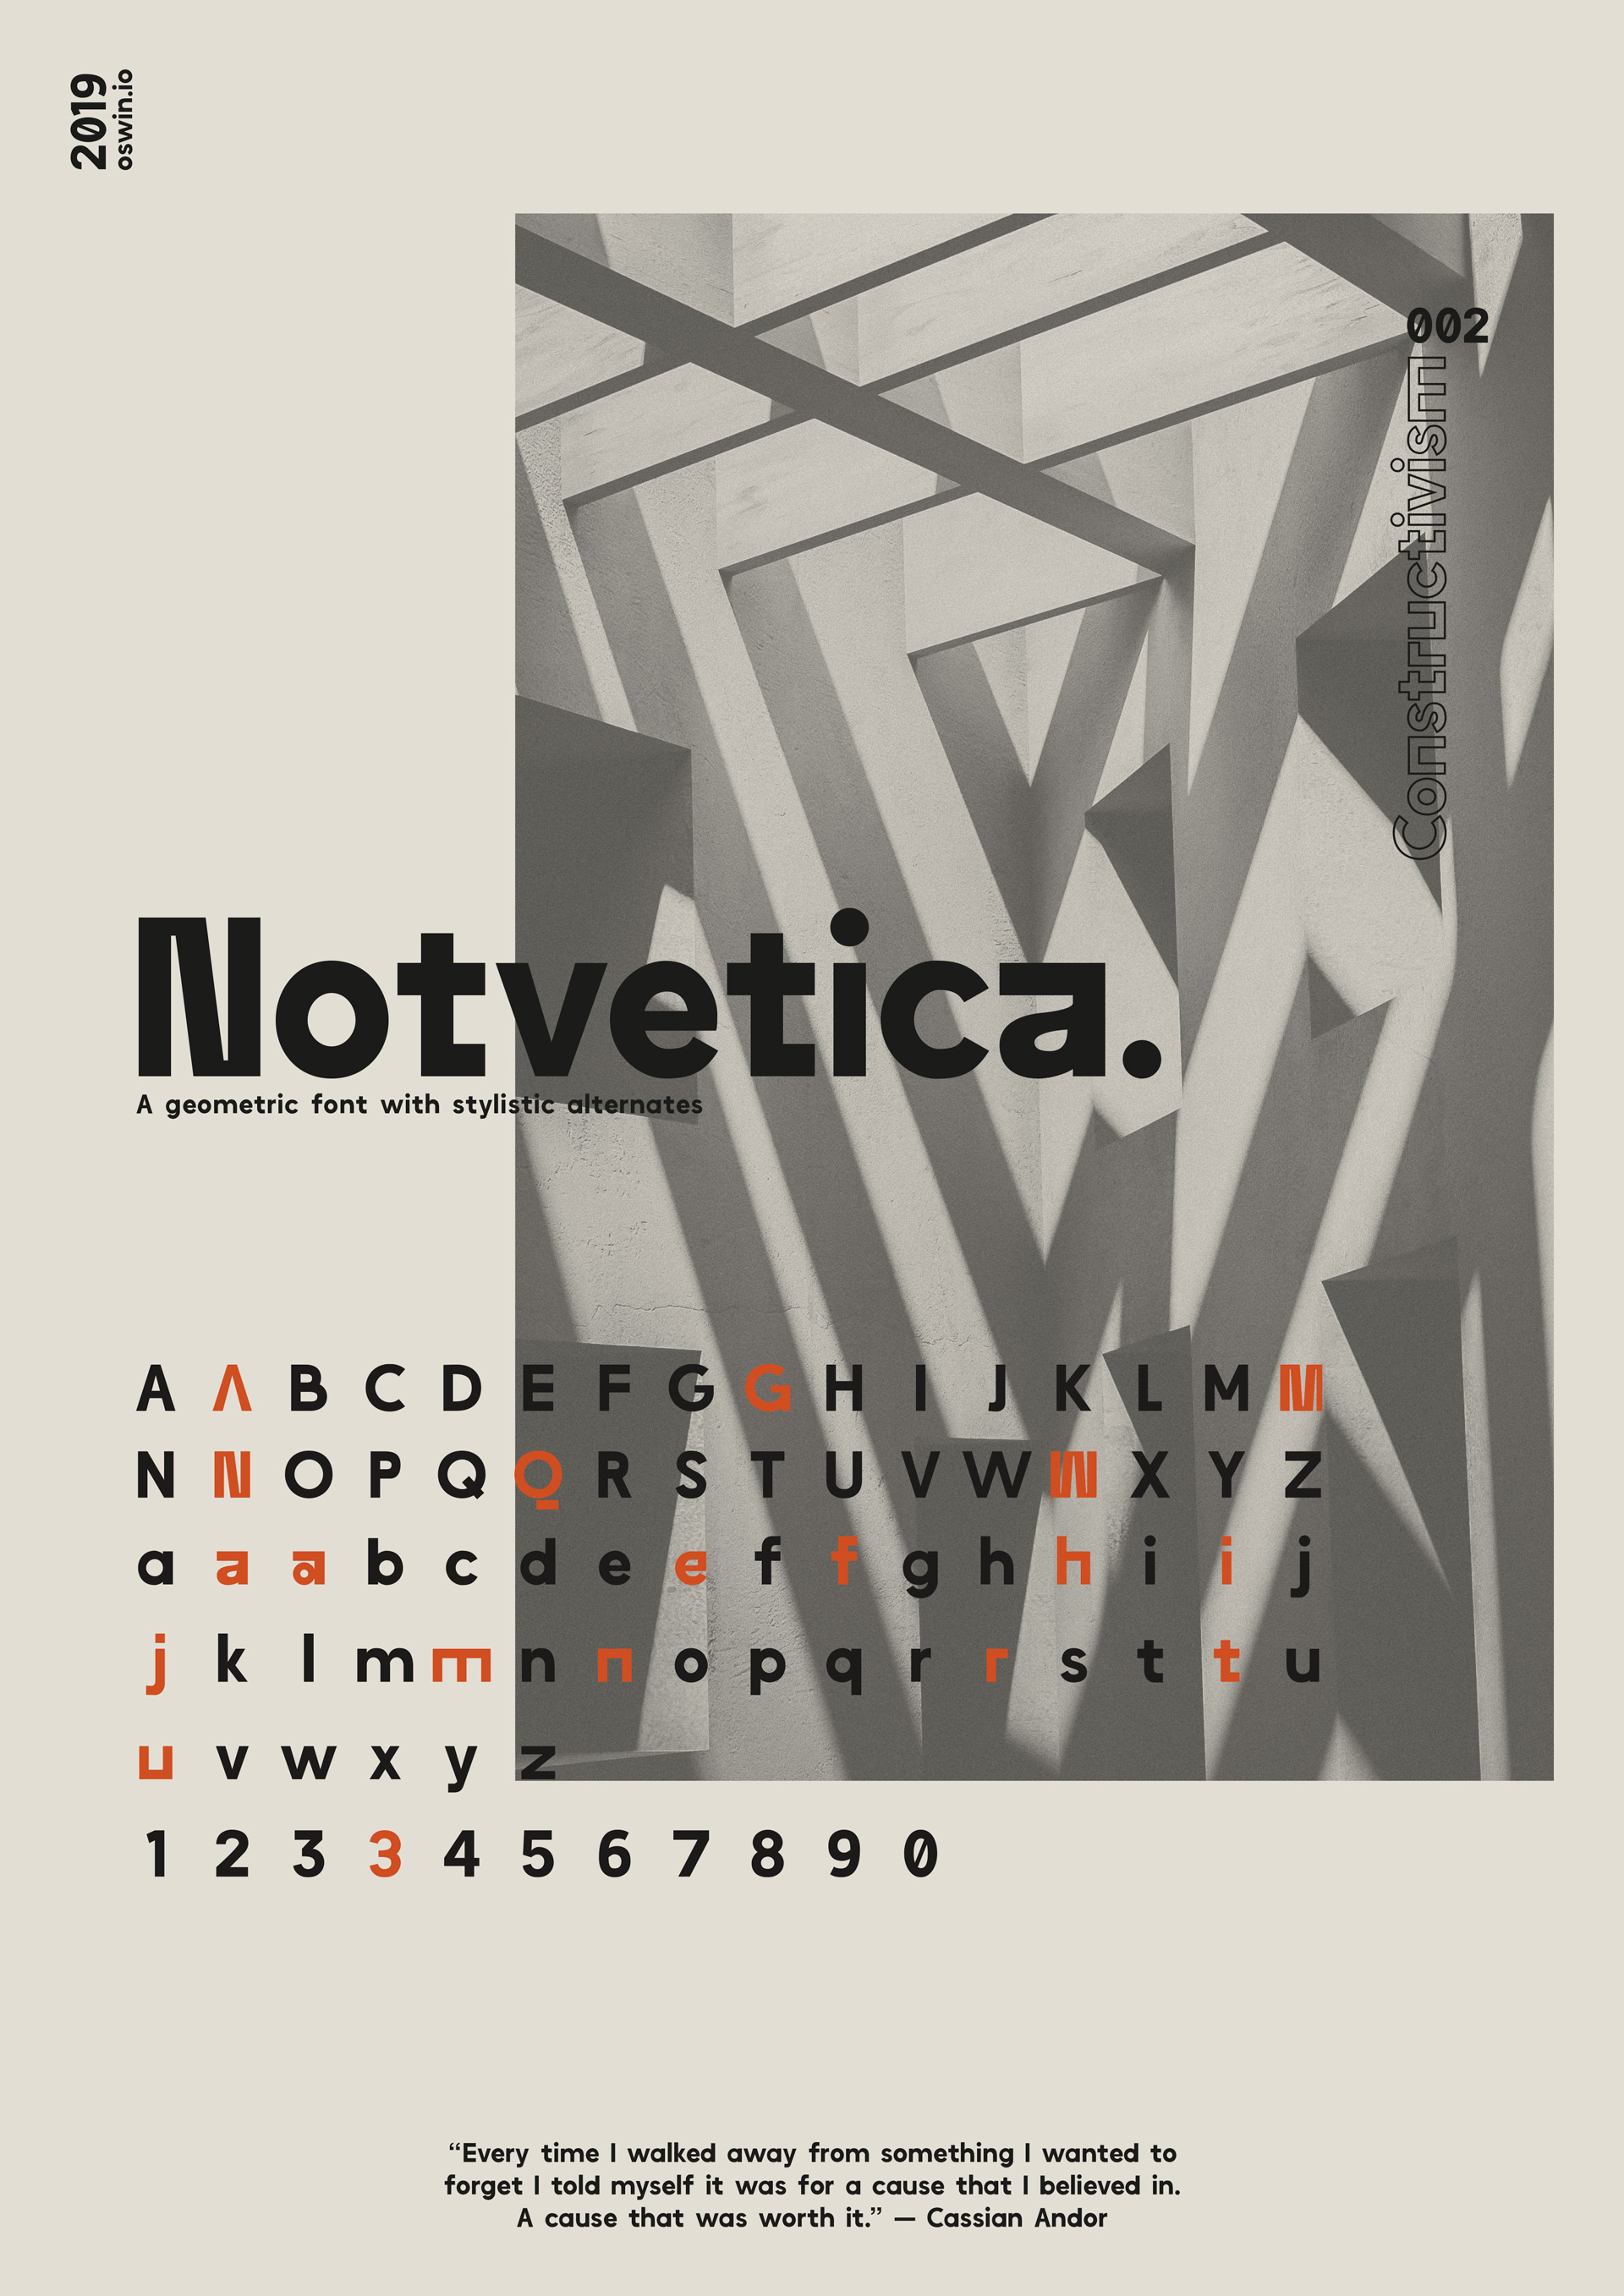 2019
oswin.io
002
Constructivism
Notvetica.
A geometric font with stylistic alternates
A A B C D E F G G H I J K L M M
N N O P Q Q R S T U V W W X Y Z
a a a b c d e e f f g h h i i j
j k l m m n n o p q r r s t t u
u v w x y z
1 2 3 3 4 5 6 7 8 9 0
“Every time I walked away from something I wanted to
forget I told myself it was for a cause that I believed in.
A cause that was worth it.” — Cassian Andor